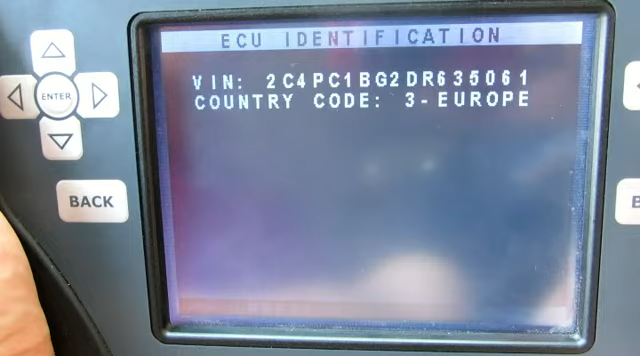 ECU IDENTIFICATION
VIN: 2C4PC1BG2DR635061
COUNTRY CODE: 3-EUROPE
ENTER
BACK
B